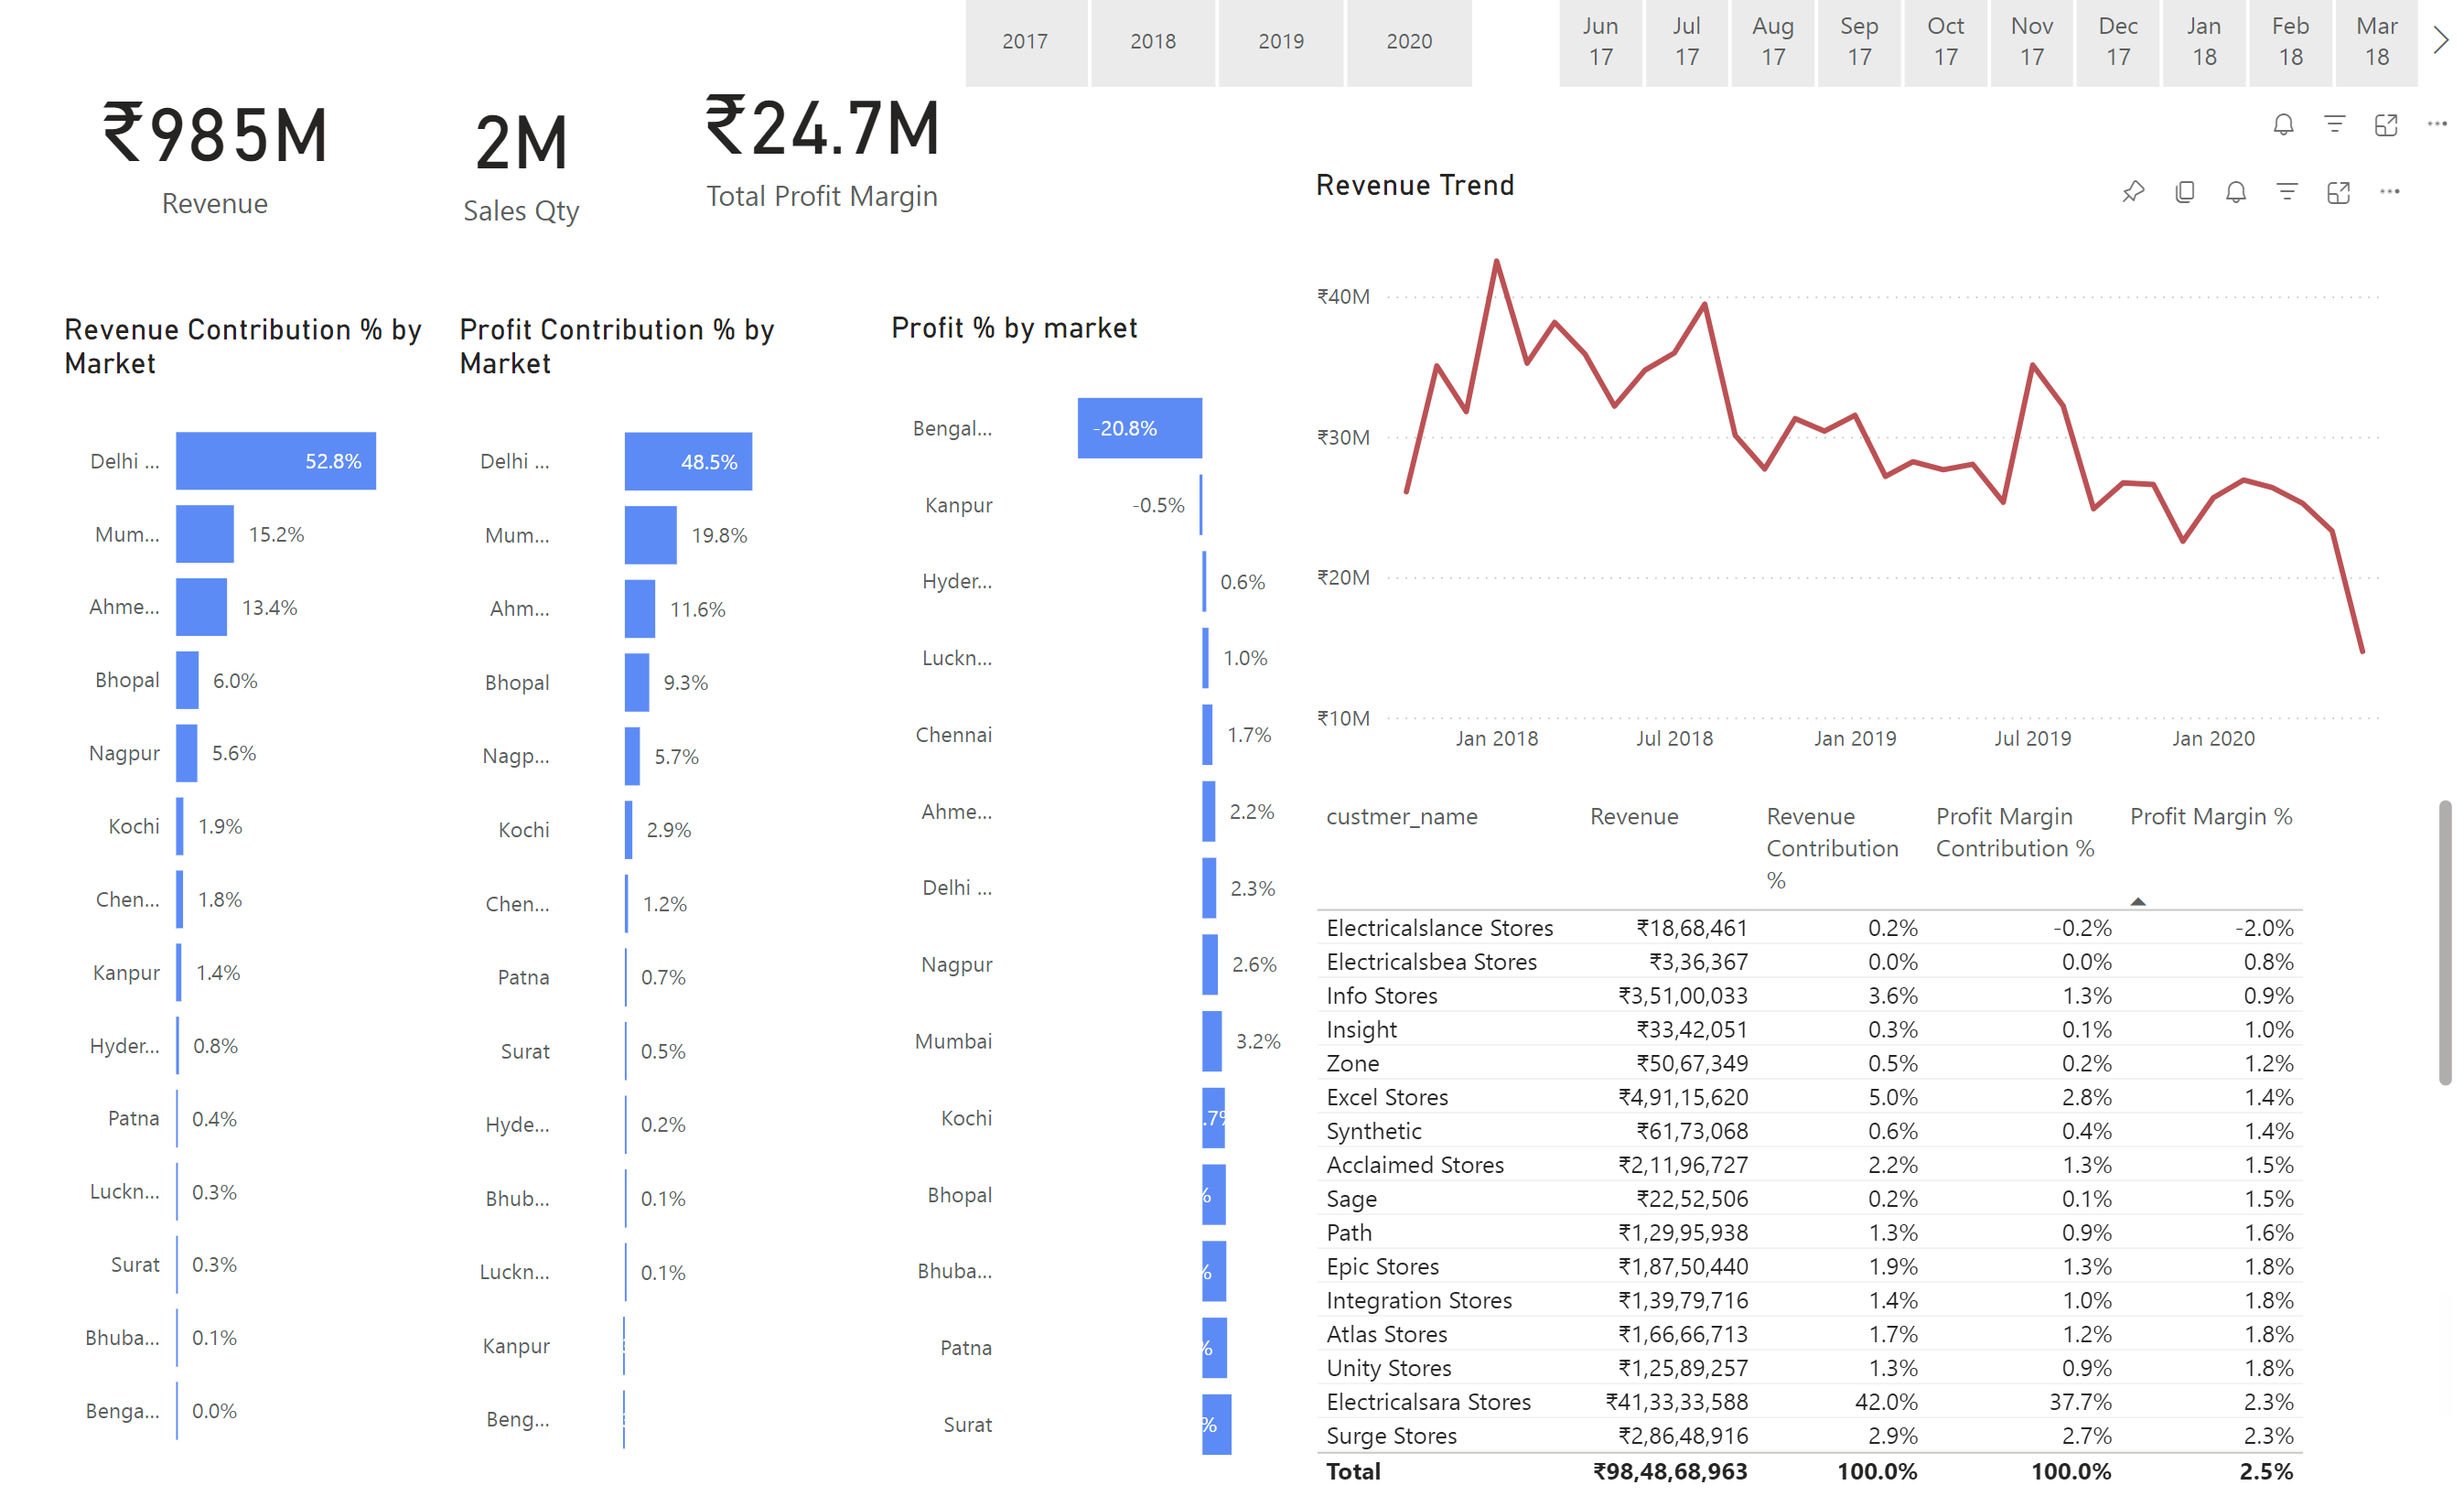 2017 2018 2019 2020
Jun 17 Jul 17 Aug 17 Sep 17 Oct 17 Nov 17 Dec 17 Jan 18 Feb 18 Mar 18
₹985M
Revenue
2M
Sales Qty
₹24.7M
Total Profit Margin
Revenue Contribution % by
Market
Delhi ... 52.8%
Mum... 15.2%
Ahme... 13.4%
Bhopal 6.0%
Nagpur 5.6%
Kochi 1.9%
Chen... 1.8%
Kanpur 1.4%
Hyder... 0.8%
Patna 0.4%
Luckn... 0.3%
Surat 0.3%
Bhuba... 0.1%
Benga... 0.0%
Profit Contribution % by
Market
Delhi ... 48.5%
Mum... 19.8%
Ahm... 11.6%
Bhopal 9.3%
Nagp... 5.7%
Kochi 2.9%
Chen... 1.2%
Patna 0.7%
Surat 0.5%
Hyde... 0.2%
Bhub... 0.1%
Luckn... 0.1%
Kanpur
Beng...
Profit % by market
Bengal... -20.8%
Kanpur -0.5%
Hyder... 0.6%
Luckn... 1.0%
Chennai 1.7%
Ahme... 2.2%
Delhi ... 2.3%
Nagpur 2.6%
Mumbai 3.2%
Kochi .7%
Bhopal %
Bhuba... %
Patna %
Surat %
Revenue Trend
₹40M
₹30M
₹20M
₹10M
Jan 2018 Jul 2018 Jan 2019 Jul 2019 Jan 2020
custmer_name Revenue Revenue Contribution % Profit Margin Contribution % Profit Margin %
Electricalslance Stores ₹18,68,461 0.2% -0.2% -2.0%
Electricalsbea Stores ₹3,36,367 0.0% 0.0% 0.8%
Info Stores ₹3,51,00,033 3.6% 1.3% 0.9%
Insight ₹33,42,051 0.3% 0.1% 1.0%
Zone ₹50,67,349 0.5% 0.2% 1.2%
Excel Stores ₹4,91,15,620 5.0% 2.8% 1.4%
Synthetic ₹61,73,068 0.6% 0.4% 1.4%
Acclaimed Stores ₹2,11,96,727 2.2% 1.3% 1.5%
Sage ₹22,52,506 0.2% 0.1% 1.5%
Path ₹1,29,95,938 1.3% 0.9% 1.6%
Epic Stores ₹1,87,50,440 1.9% 1.3% 1.8%
Integration Stores ₹1,39,79,716 1.4% 1.0% 1.8%
Atlas Stores ₹1,66,66,713 1.7% 1.2% 1.8%
Unity Stores ₹1,25,89,257 1.3% 0.9% 1.8%
Electricalsara Stores ₹41,33,33,588 42.0% 37.7% 2.3%
Surge Stores ₹2,86,48,916 2.9% 2.7% 2.3%
Total ₹98,48,68,963 100.0% 100.0% 2.5%